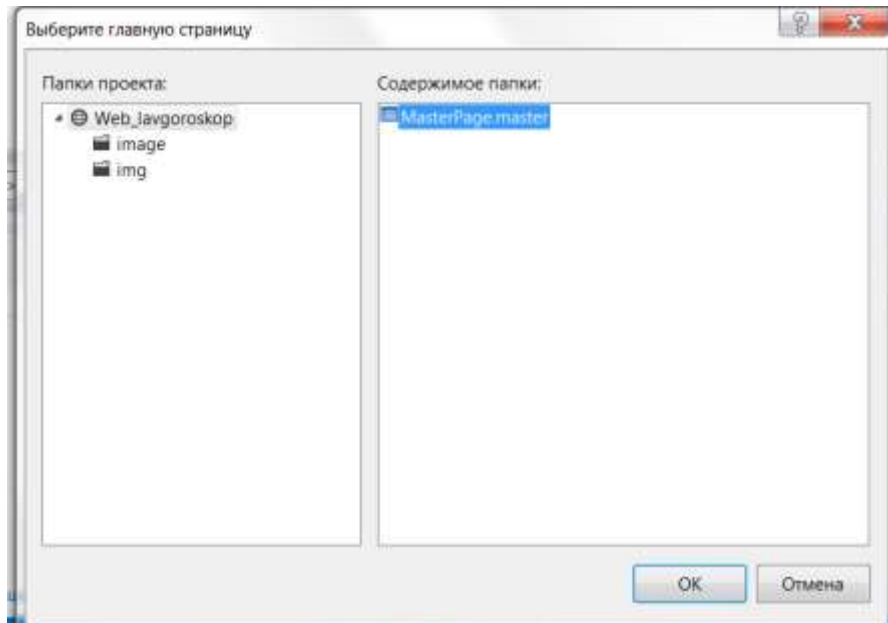 Выберите главную страницу
Папки проекта:
Содержимое папки:
Web_lavgoroskop
image
img
MasterPage.master
OK
Отмена